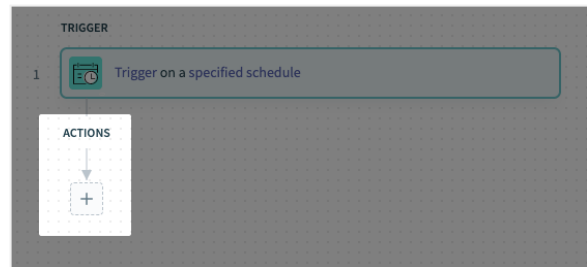 TRIGGER
1 Trigger on a specified schedule
ACTIONS
+